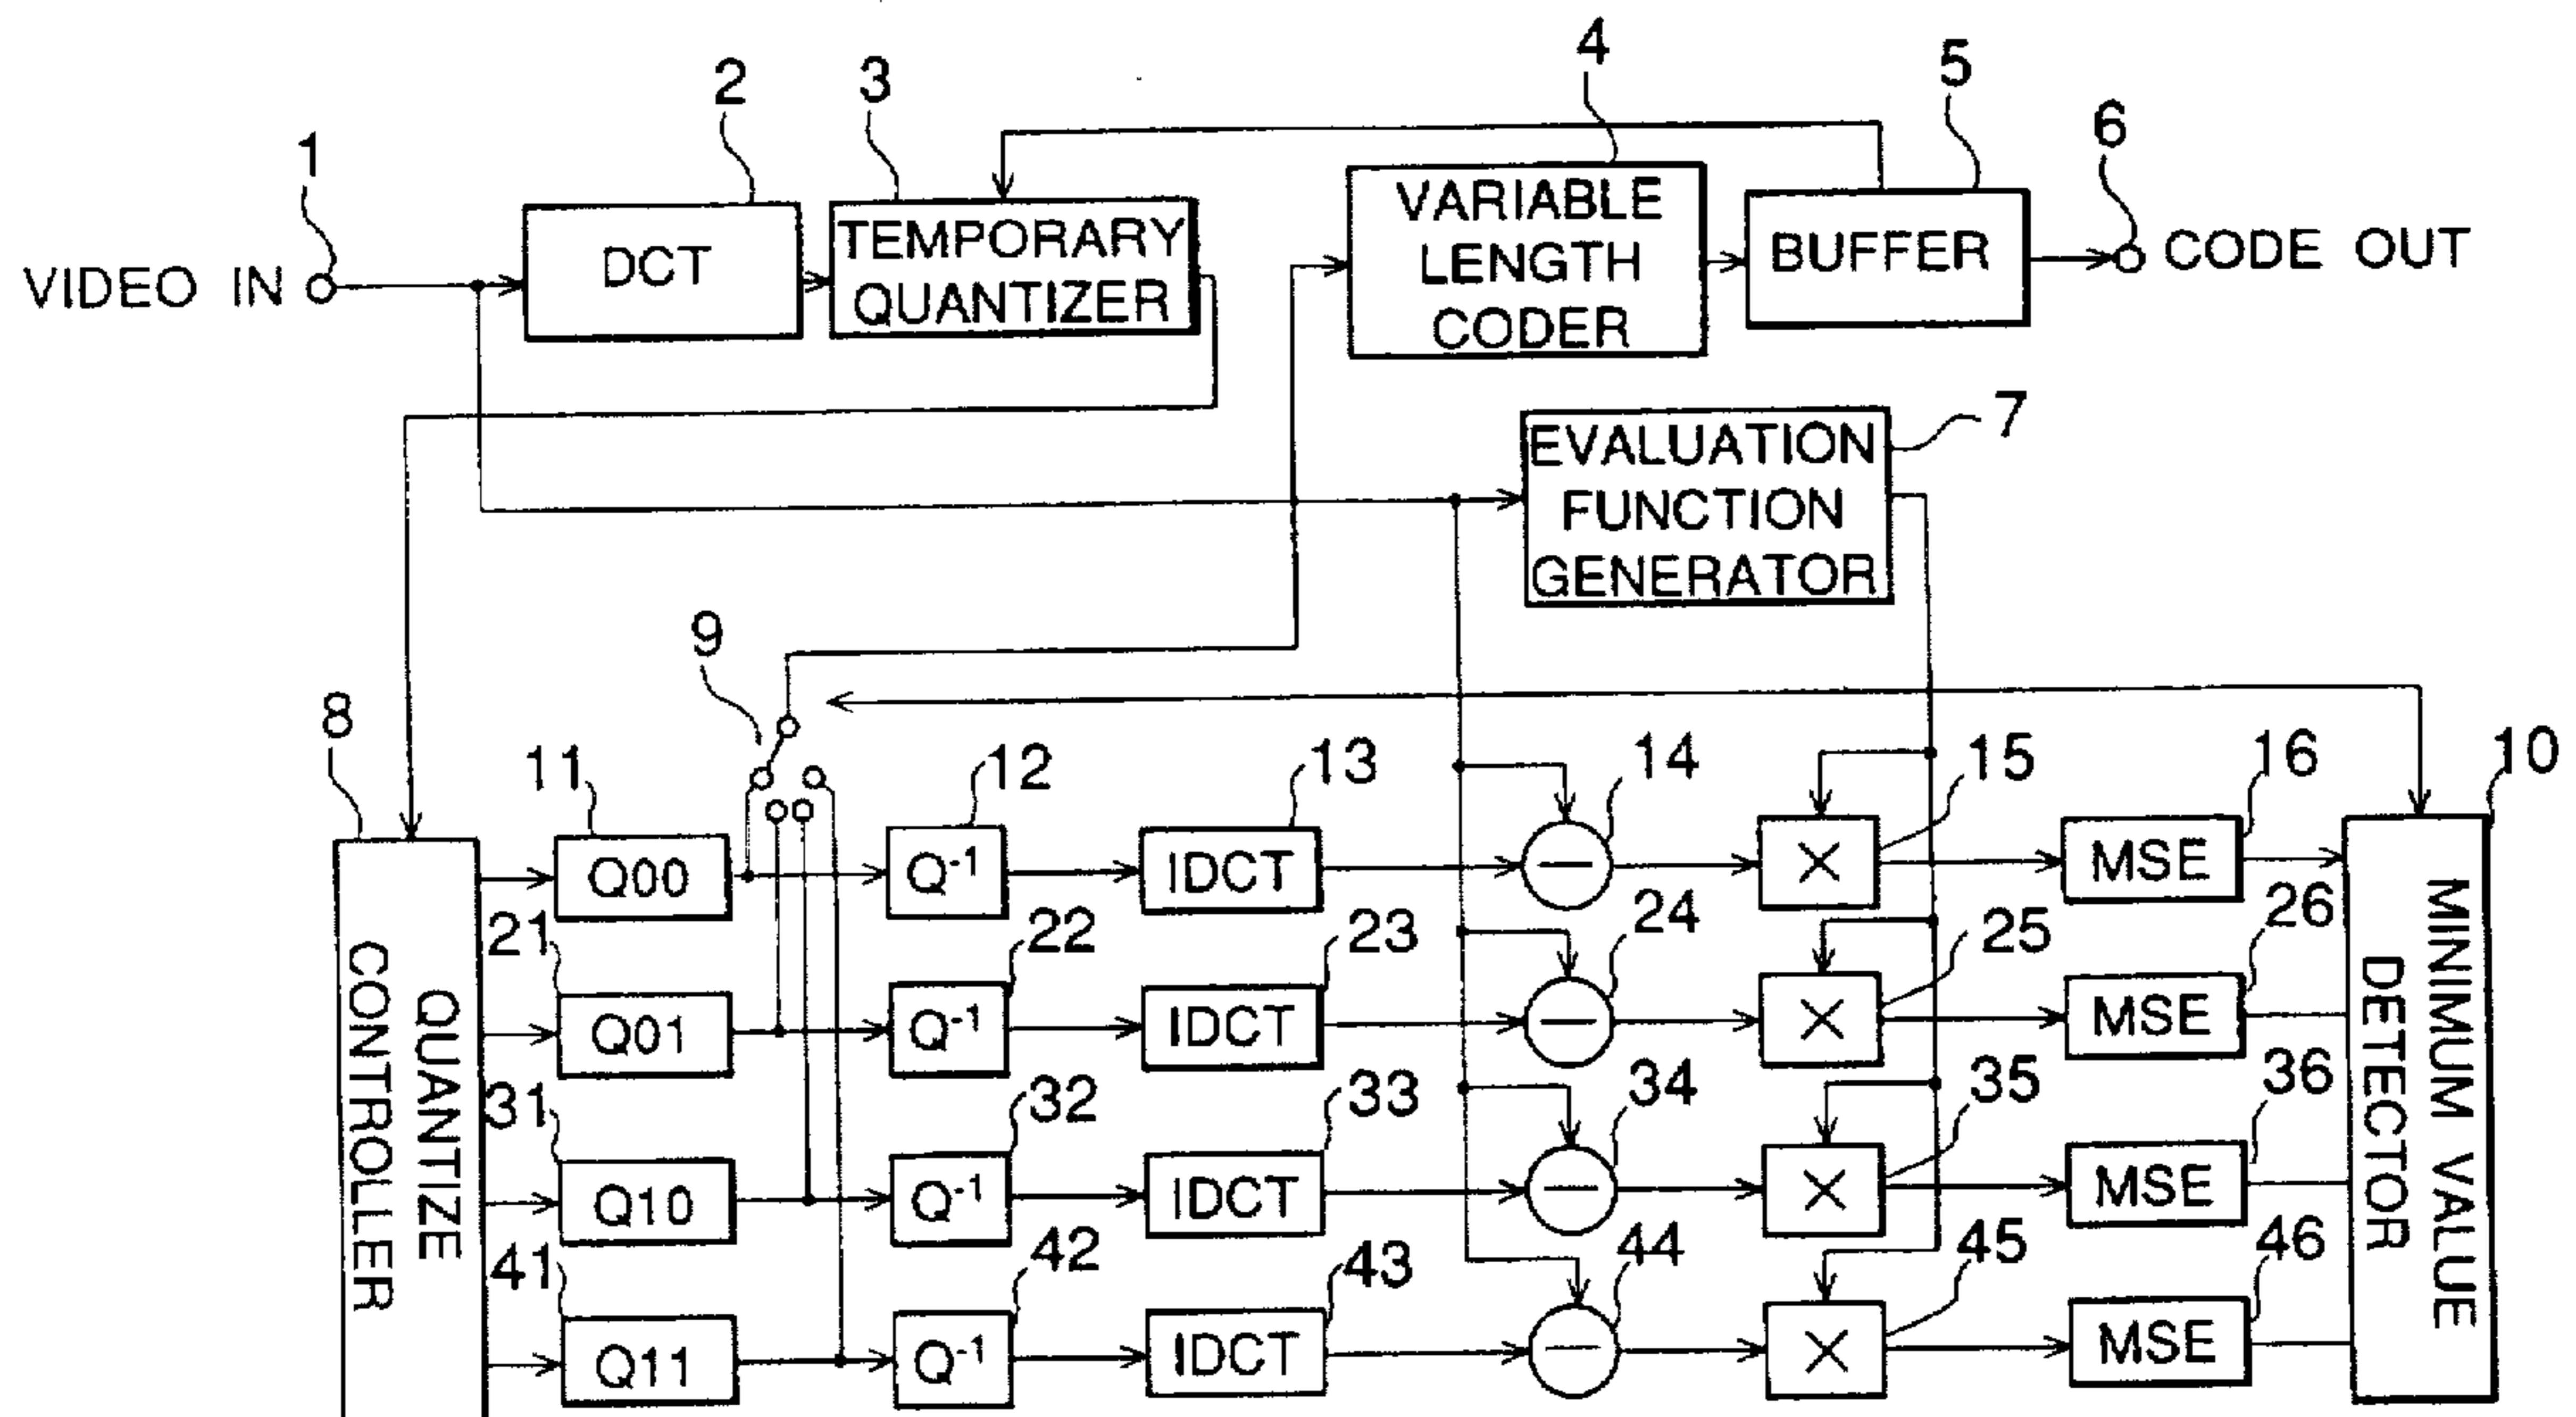 4
5
2
3
6
1
VARIABLE
LENGTH
CODER
TEMPORARY
QUANTIZER
DCT
BUFFER
CODE OUT
VIDEO IN
7
EVALUATION
FUNCTION
GENERATOR
9
8
10
11
12
13
14
15
16
Q00
Q-1
IDCT
—
×
MSE
21
22
23
24
25
26
Q01
Q-1
IDCT
—
×
MSE
31
32
33
34
35
36
Q10
Q-1
IDCT
—
×
MSE
41
42
43
44
45
46
Q11
Q-1
IDCT
—
×
MSE
QUANTIZE
CONTROLLER
MINIMUM VALUE
DETECTOR